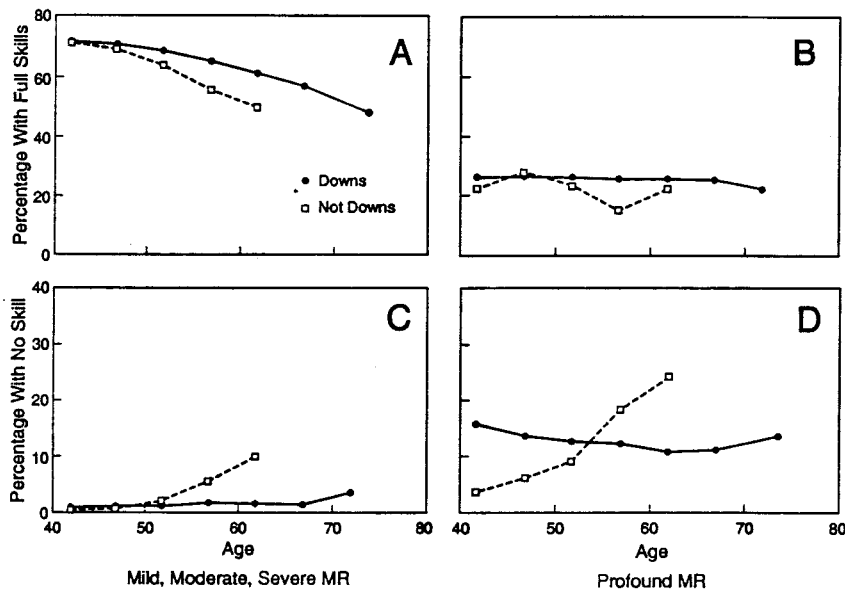 Percentage With Full Skills
80
60
40
20
0
A
Downs
Not Downs
B
Percentage With No Skill
40
30
20
10
0
C
40 50 60 70 80
Age
Mild, Moderate, Severe MR
D
40 50 60 70 80
Age
Profound MR